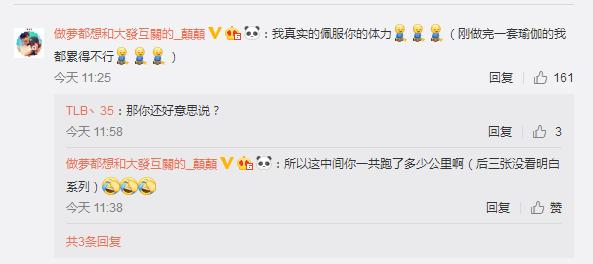 做夢都想和大發互關的_顛顛：我真实的佩服你的体力（刚做完一套瑜伽的我
都累得不行）
今天 11:25 回复 161
TLB丶35：那你还好意思说？
今天 11:58 回复 3
做夢都想和大發互關的_顛顛：所以这中间你一共跑了多少公里啊（后三张没看明白
系列）
今天 11:38 回复 赞
共3条回复